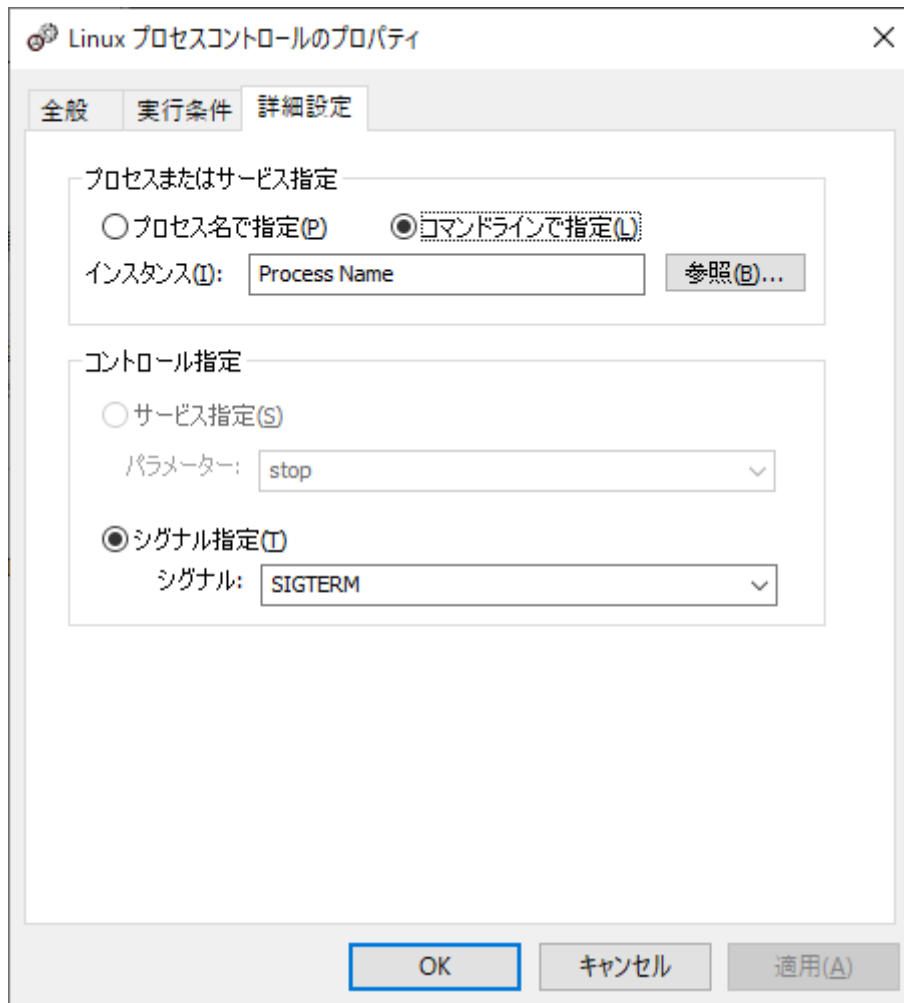 Linux プロセスコントロールのプロパティ
全般 実行条件 詳細設定
プロセスまたはサービス指定
プロセス名で指定(P) コマンドラインで指定(L)
インスタンス(I): Process Name 参照(B)...
コントロール指定
サービス指定(S)
パラメーター: stop
シグナル指定(T)
シグナル: SIGTERM
OK キャンセル 適用(A)